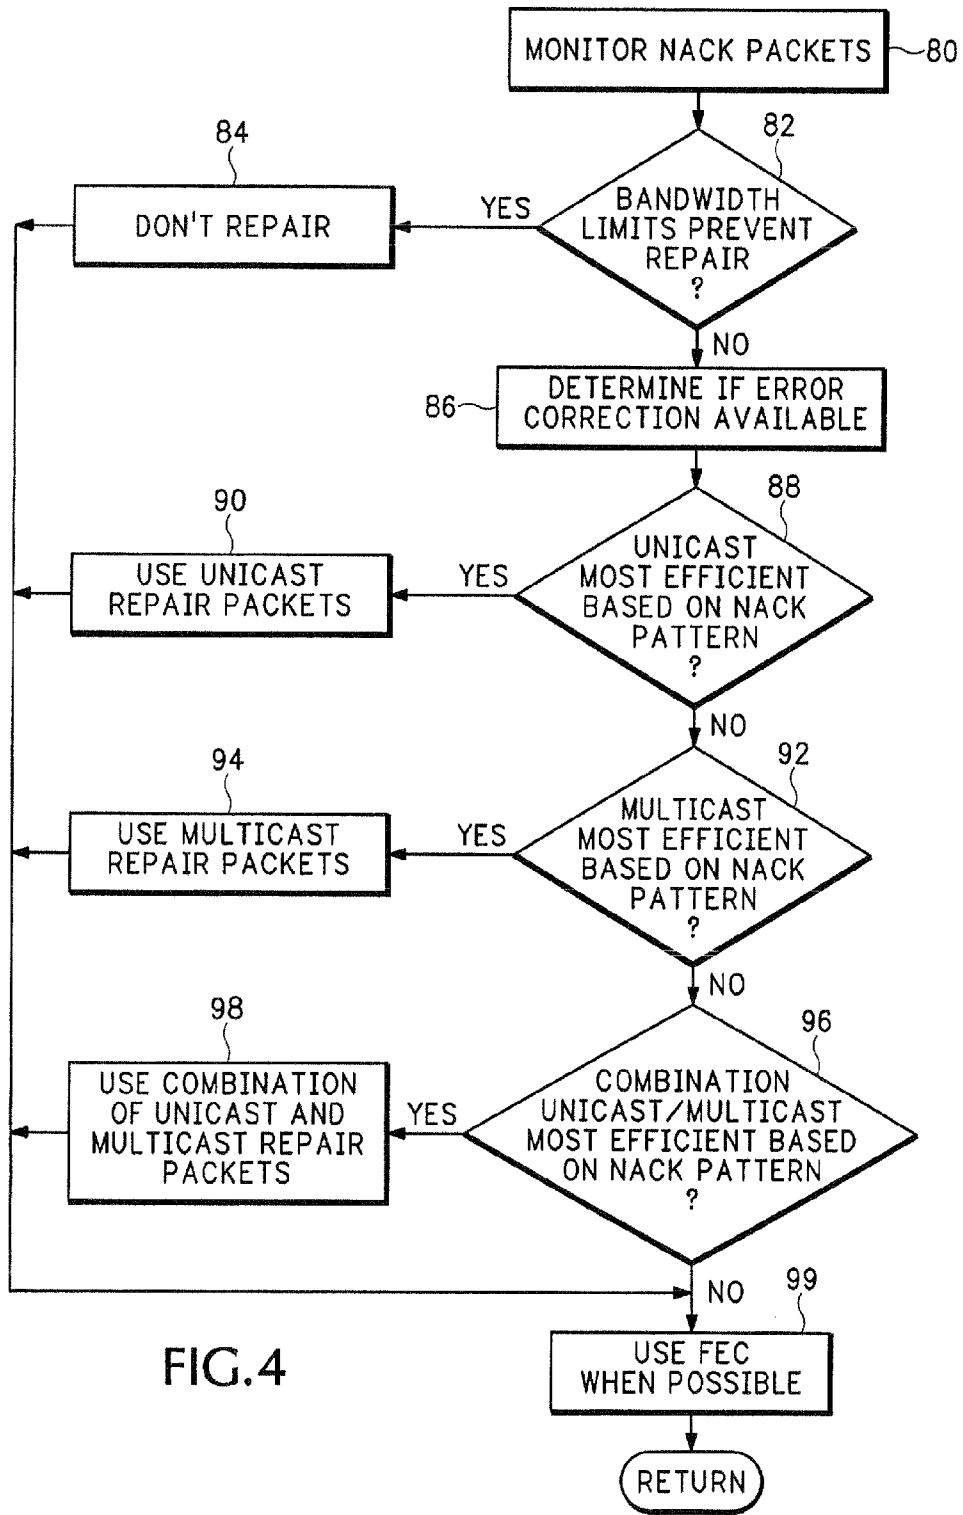 MONITOR NACK PACKETS
80
82
84
BANDWIDTH
LIMITS PREVENT
REPAIR
?
YES
DON'T REPAIR
NO
DETERMINE IF ERROR
CORRECTION AVAILABLE
86
88
90
UNICAST
MOST EFFICIENT
BASED ON NACK
PATTERN
?
YES
USE UNICAST
REPAIR PACKETS
NO
92
94
MULTICAST
MOST EFFICIENT
BASED ON NACK
PATTERN
?
YES
USE MULTICAST
REPAIR PACKETS
NO
96
98
COMBINATION
UNICAST/MULTICAST
MOST EFFICIENT BASED
ON NACK PATTERN
?
YES
USE COMBINATION
OF UNICAST AND
MULTICAST REPAIR
PACKETS
NO
99
USE FEC
WHEN POSSIBLE
RETURN
FIG.4